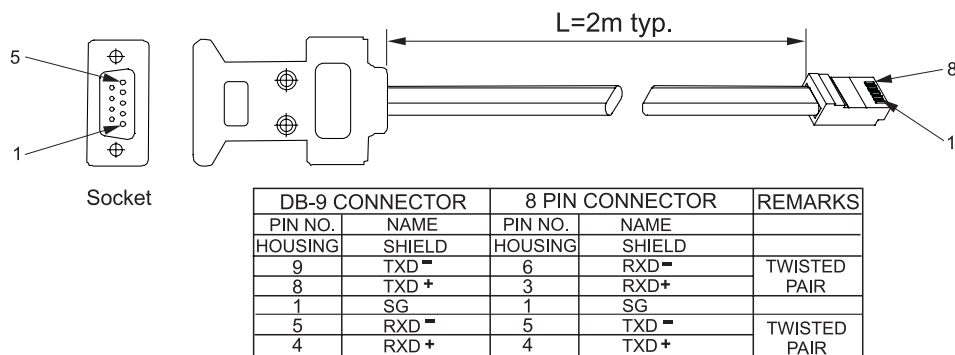 L=2m typ.
5
8
1
1
Socket
DB-9 CONNECTOR 8 PIN CONNECTOR REMARKS
PIN NO. NAME PIN NO. NAME
HOUSING SHIELD HOUSING SHIELD
9 TXD- 6 RXD- TWISTED
8 TXD+ 3 RXD+ PAIR
1 SG 1 SG
5 RXD- 5 TXD- TWISTED
4 RXD+ 4 TXD+ PAIR